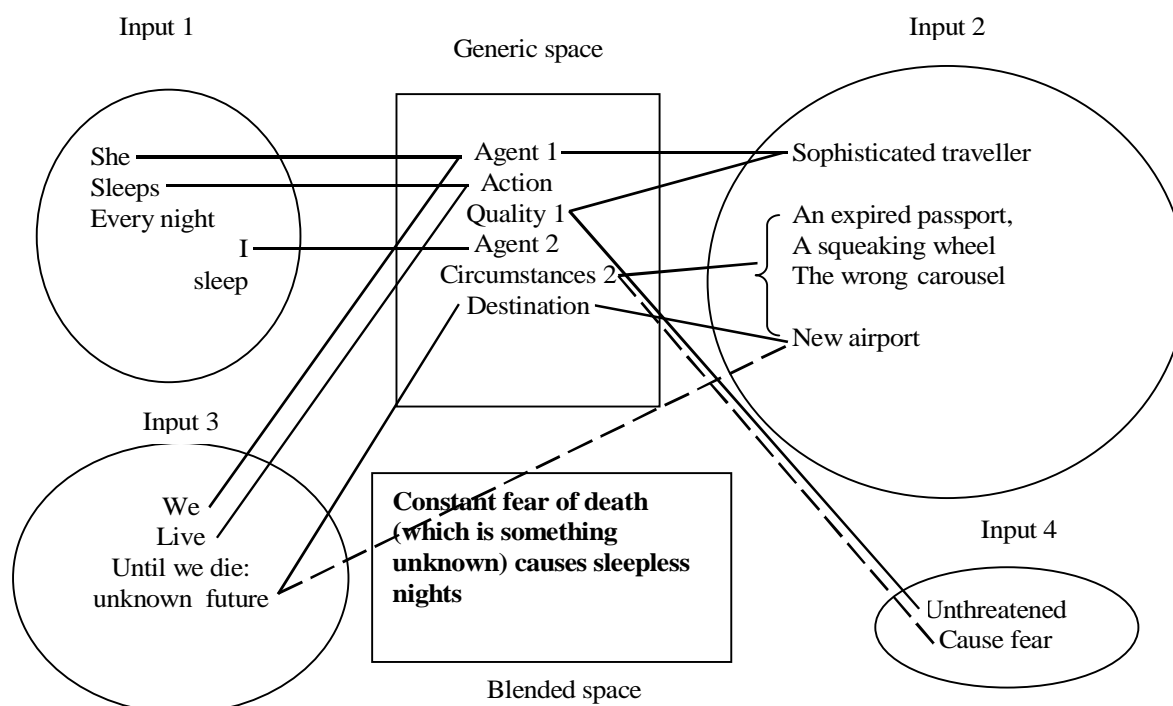 Input 1
Generic space
Input 2
She
Sleeps
Every night
I
sleep
Agent 1
Action
Quality 1
Agent 2
Circumstances 2
Destination
Sophisticated traveller
An expired passport,
A squeaking wheel
The wrong carousel
New airport
Input 3
We
Live
Until we die:
unknown future
Constant fear of death
(which is something
unknown) causes sleepless
nights
Blended space
Input 4
Unthreatened
Cause fear